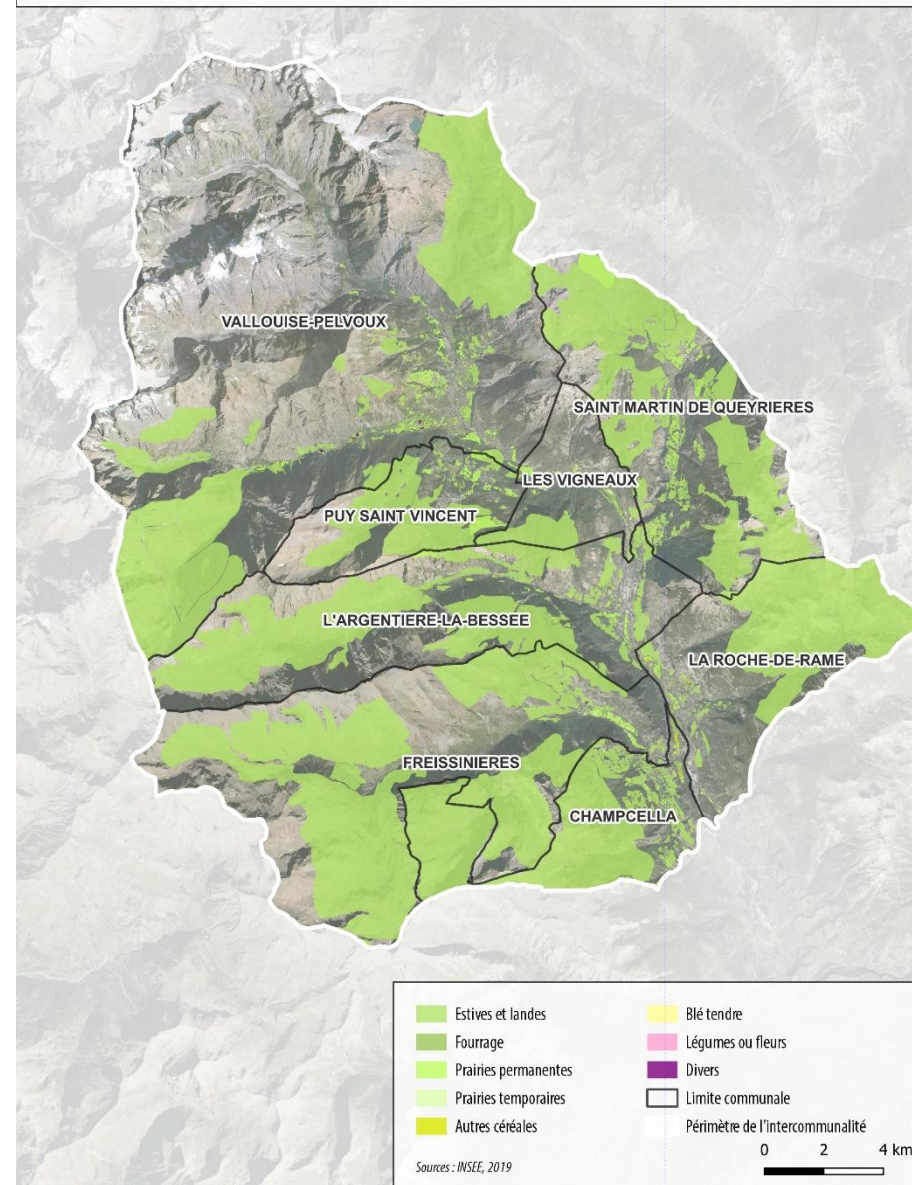 VALLOUISE-PELVOUX
SAINT MARTIN DE QUEYRIERES
LES VIGNEAUX
PUY SAINT VINCENT
L'ARGENTIERE-LA-BESSEE
LA ROCHE-DE-RAME
FREISSINIERES
CHAMPCELLA
Estives et landes
Fourrage
Prairies permanentes
Prairies temporaires
Autres céréales
Blé tendre
Légumes ou fleurs
Divers
Limite communale
Périmètre de l'intercommunalité
Sources : INSEE, 2019
0 2 4 km